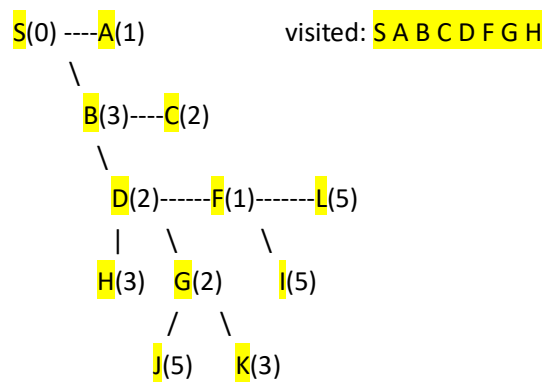 S(0) ----A(1) visited: S A B C D F G H
\
B(3)----C(2)
\
D(2)------F(1)-------L(5)
| \ \
H(3) G(2) I(5)
/ \
J(5) K(3)